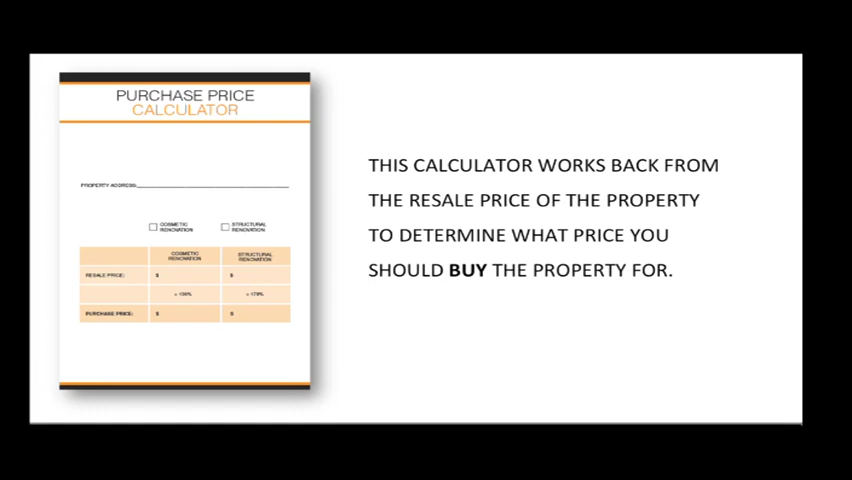 PURCHASE PRICE
CALCULATOR
PROPERTY ADDRESS:
COSMETIC
RENOVATION
STRUCTURAL
RENOVATION
COSMETIC
RENOVATION
STRUCTURAL
RENOVATION
RESALE PRICE: $ $
PURCHASE PRICE: $ $
THIS CALCULATOR WORKS BACK FROM
THE RESALE PRICE OF THE PROPERTY
TO DETERMINE WHAT PRICE YOU
SHOULD BUY THE PROPERTY FOR.